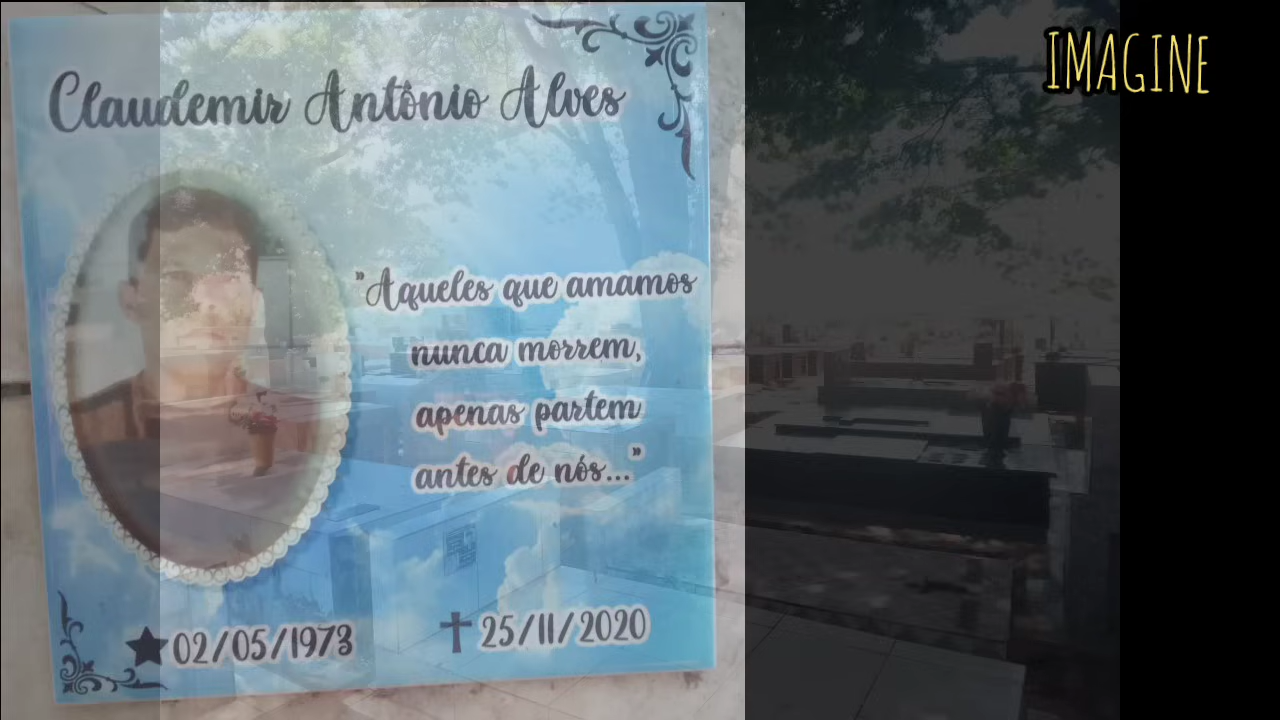 IMAGINE
Claudemir Antônio Alves
"Aqueles que amamos
nunca morrem,
apenas partem
antes de nós..."
02/05/1973
25/11/2020